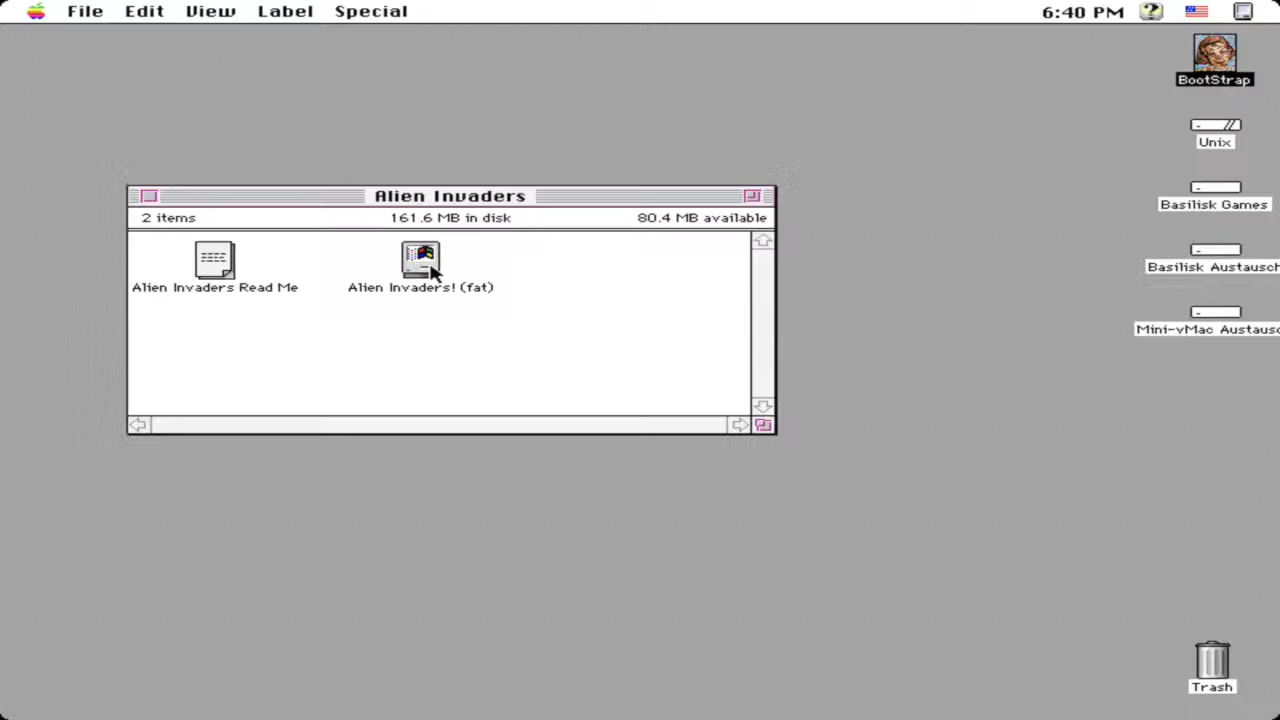 File Edit View Label Special 6:40 PM
BootStrap
Unix
Basilisk Games
Basilisk Austausch
Mini-vMac Austausc
Alien Invaders
2 items 161.6 MB in disk 80.4 MB available
Alien Invaders Read Me Alien Invaders! (fat)
Trash